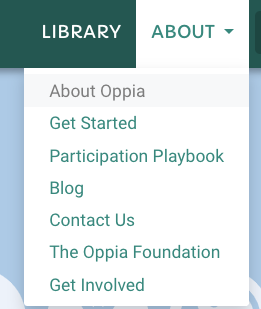 LIBRARY ABOUT
About Oppia
Get Started
Participation Playbook
Blog
Contact Us
The Oppia Foundation
Get Involved